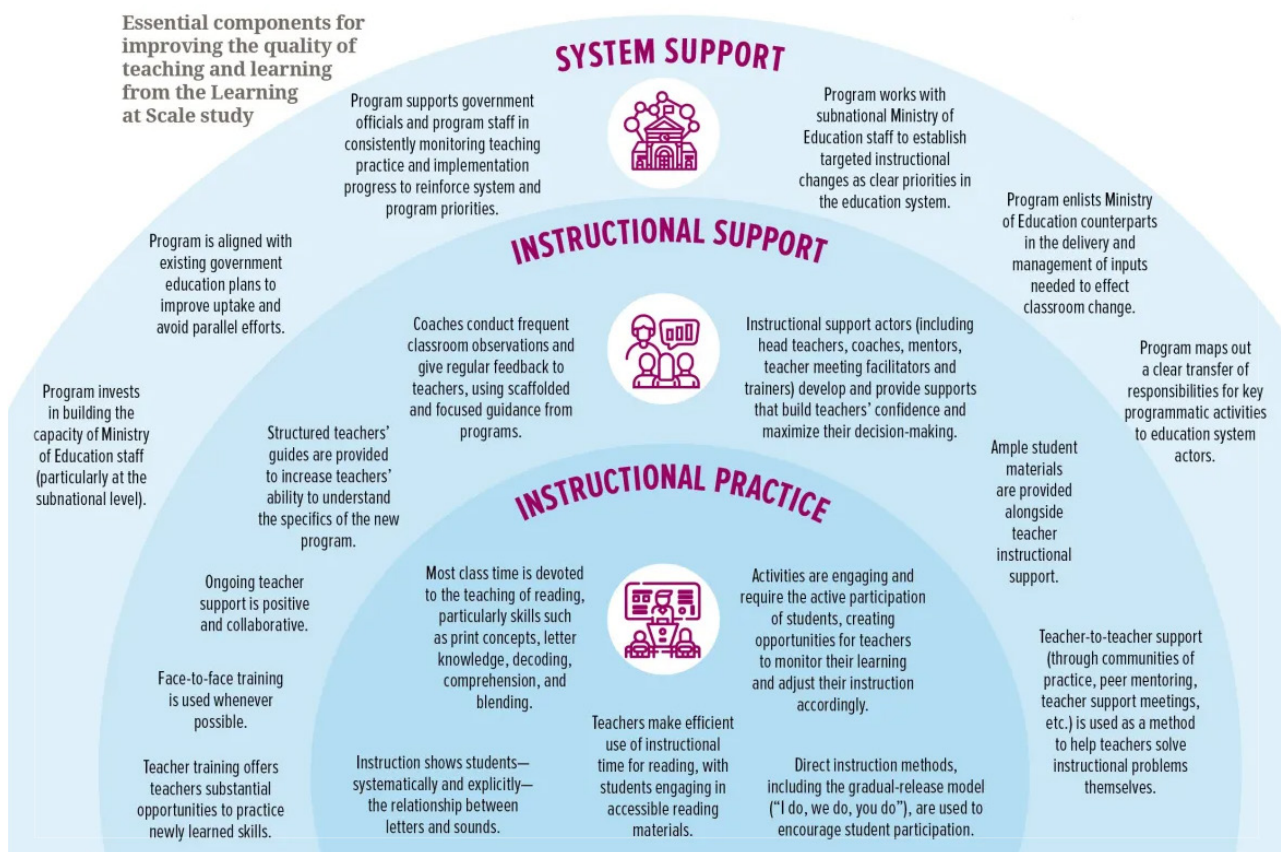 Essential components for
improving the quality of
teaching and learning
from the Learning
at Scale study
SYSTEM SUPPORT
Program supports government
officials and program staff in
consistently monitoring teaching
practice and implementation
progress to reinforce system and
program priorities.
Program works with
subnational Ministry of
Education staff to establish
targeted instructional
changes as clear priorities in
the education system.
Program is aligned with
existing government
education plans to
improve uptake and
avoid parallel efforts.
Program enlists Ministry
of Education counterparts
in the delivery and
management of inputs
needed to effect
classroom change.
Program invests
in building the
capacity of Ministry
of Education staff
(particularly at the
subnational level).
Program maps out
a clear transfer of
responsibilities for key
programmatic activities
to education system
actors.
INSTRUCTIONAL SUPPORT
Coaches conduct frequent
classroom observations and
give regular feedback to
teachers, using scaffolded
and focused guidance from
programs.
Instructional support actors (including
head teachers, coaches, mentors,
teacher meeting facilitators and
trainers) develop and provide supports
that build teachers’ confidence and
maximize their decision-making.
Structured teachers’
guides are provided
to increase teachers’
ability to understand
the specifics of the new
program.
Ample student
materials
are provided
alongside
teacher
instructional
support.
Ongoing teacher
support is positive
and collaborative.
Face-to-face training
is used whenever
possible.
Teacher training offers
teachers substantial
opportunities to practice
newly learned skills.
Teacher-to-teacher support
(through communities of
practice, peer mentoring,
teacher support meetings,
etc.) is used as a method
to help teachers solve
instructional problems
themselves.
INSTRUCTIONAL PRACTICE
Most class time is devoted
to the teaching of reading,
particularly skills such
as print concepts, letter
knowledge, decoding,
comprehension, and
blending.
Activities are engaging and
require the active participation
of students, creating
opportunities for teachers
to monitor their learning
and adjust their instruction
accordingly.
Instruction shows students—
systematically and explicitly—
the relationship between
letters and sounds.
Teachers make efficient
use of instructional
time for reading, with
students engaging in
accessible reading
materials.
Direct instruction methods,
including the gradual-release model
(“I do, we do, you do”), are used to
encourage student participation.